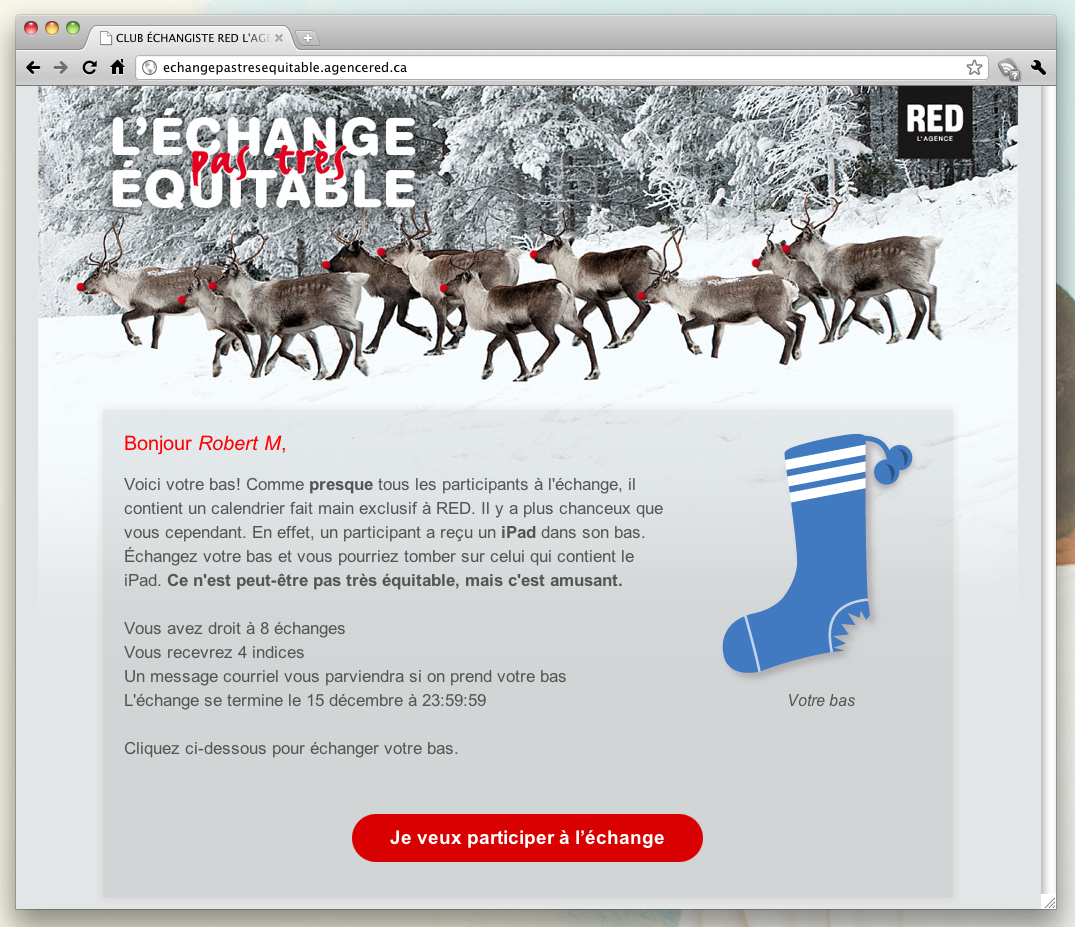 CLUB ÉCHANGISTE RED L'AGE
echangepastresequitable.agencered.ca
L'ÉCHANGE
pas très
ÉQUITABLE
RED
L'AGENCE
Bonjour Robert M,
Voici votre bas! Comme presque tous les participants à l'échange, il
contient un calendrier fait main exclusif à RED. Il y a plus chanceux que
vous cependant. En effet, un participant a reçu un iPad dans son bas.
Échangez votre bas et vous pourriez tomber sur celui qui contient le
iPad. Ce n'est peut-être pas très équitable, mais c'est amusant.
Vous avez droit à 8 échanges
Vous recevrez 4 indices
Un message courriel vous parviendra si on prend votre bas
L'échange se termine le 15 décembre à 23:59:59
Votre bas
Cliquez ci-dessous pour échanger votre bas.
Je veux participer à l'échange